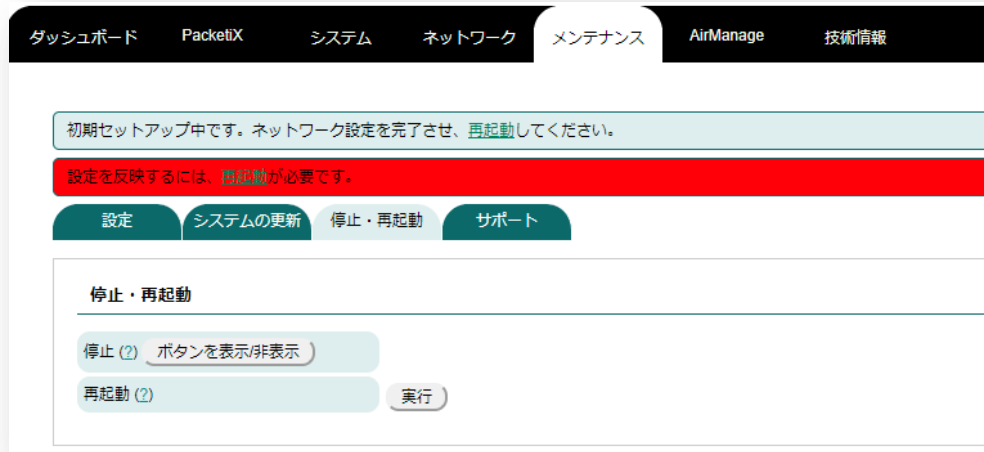 ダッシュボード PacketiX システム ネットワーク メンテナンス AirManage 技術情報
初期セットアップ中です。ネットワーク設定を完了させ、再起動してください。
設定を反映するには、再起動が必要です。
設定 システムの更新 停止・再起動 サポート
停止・再起動
停止 (?) ボタンを表示/非表示
再起動 (?) 実行